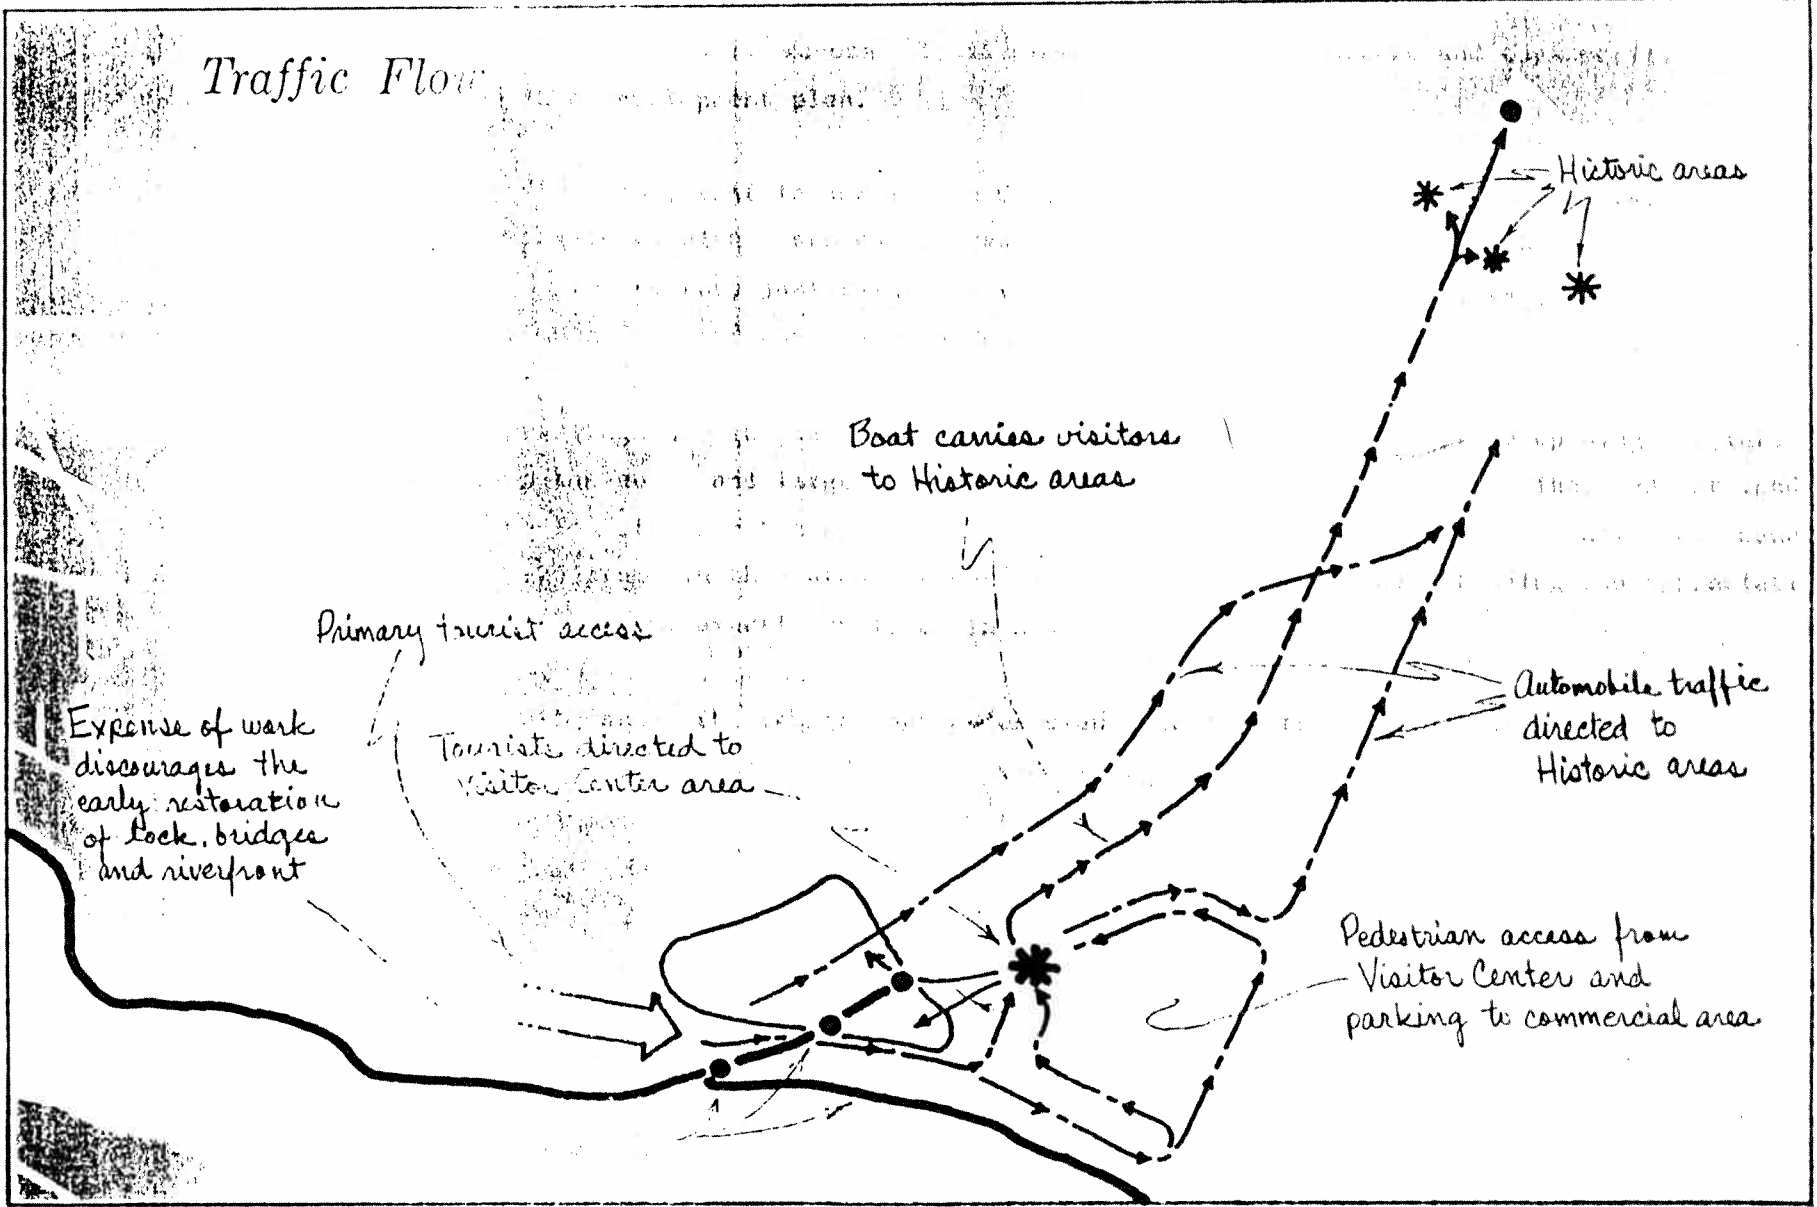 Traffic Flow
plan.
Historic areas
Boat carries visitors
to Historic areas
Primary tourist access
Expense of work
discourages the
early restoration
of lock, bridges
and riverfront
Tourists directed to
Visitor Center area
Automobile traffic
directed to
Historic areas
Pedestrian access from
Visitor Center and
parking to commercial area